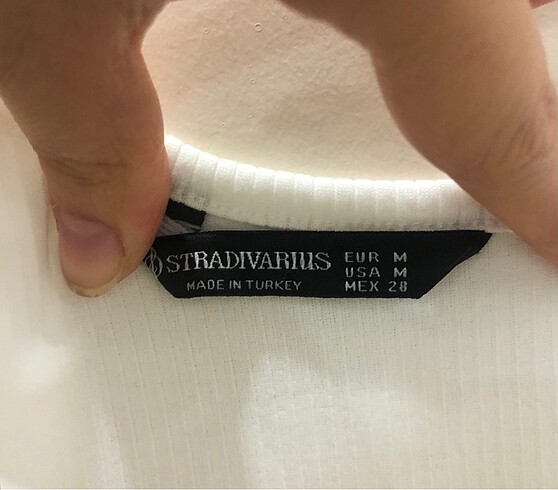 STRADIVARIUS
MADE IN TURKEY
EUR M
USA M
MEX 28